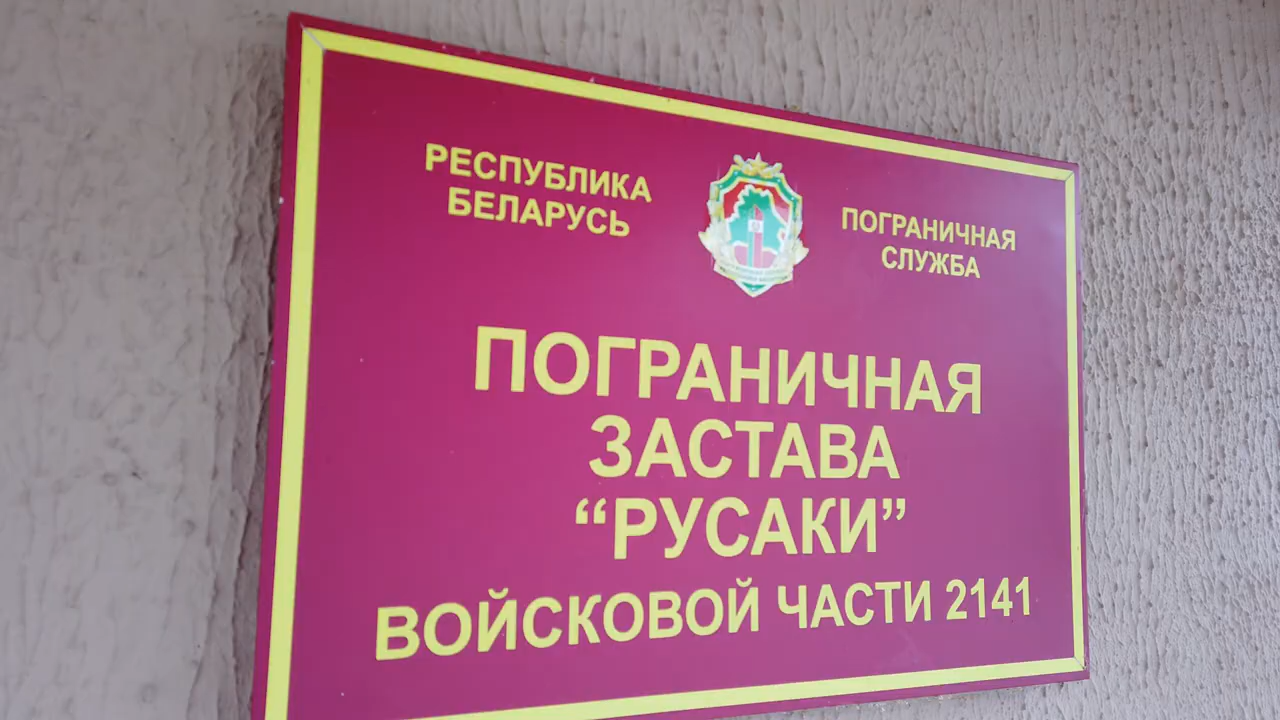 РЕСПУБЛИКА
БЕЛАРУСЬ
ПОГРАНИЧНАЯ
СЛУЖБА
ПОГРАНИЧНАЯ
ЗАСТАВА
“РУСАКИ”
ВОЙСКОВОЙ ЧАСТИ 2141